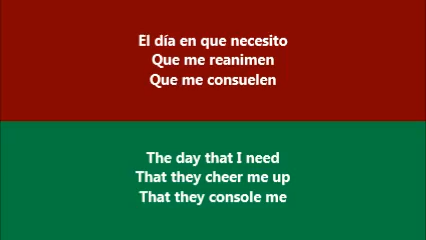 El día en que necesito
Que me reanimen
Que me consuelen
The day that I need
That they cheer me up
That they console me